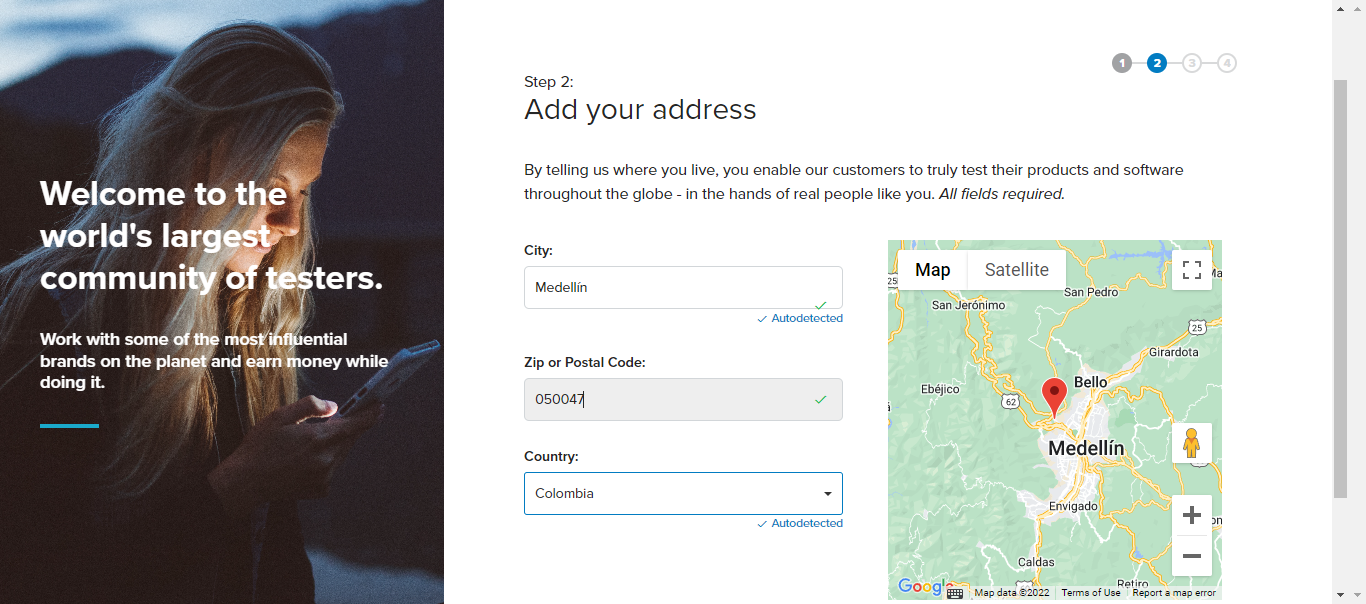 Welcome to the
world's largest
community of testers.
Work with some of the most influential
brands on the planet and earn money while
doing it.
1
2
3
4
Step 2:
Add your address
By telling us where you live, you enable our customers to truly test their products and software
throughout the globe - in the hands of real people like you. All fields required.
City:
Medellín
Autodetected
Zip or Postal Code:
050047
Country:
Colombia
Autodetected
Map
Satellite
25
Ma
San Pedro
San Jerónimo
25
Girardota
Bello
Ebéjico
62
Medellín
Envigado
Caldas
Retiro
Google
Map data ©2022
Terms of Use
Report a map error